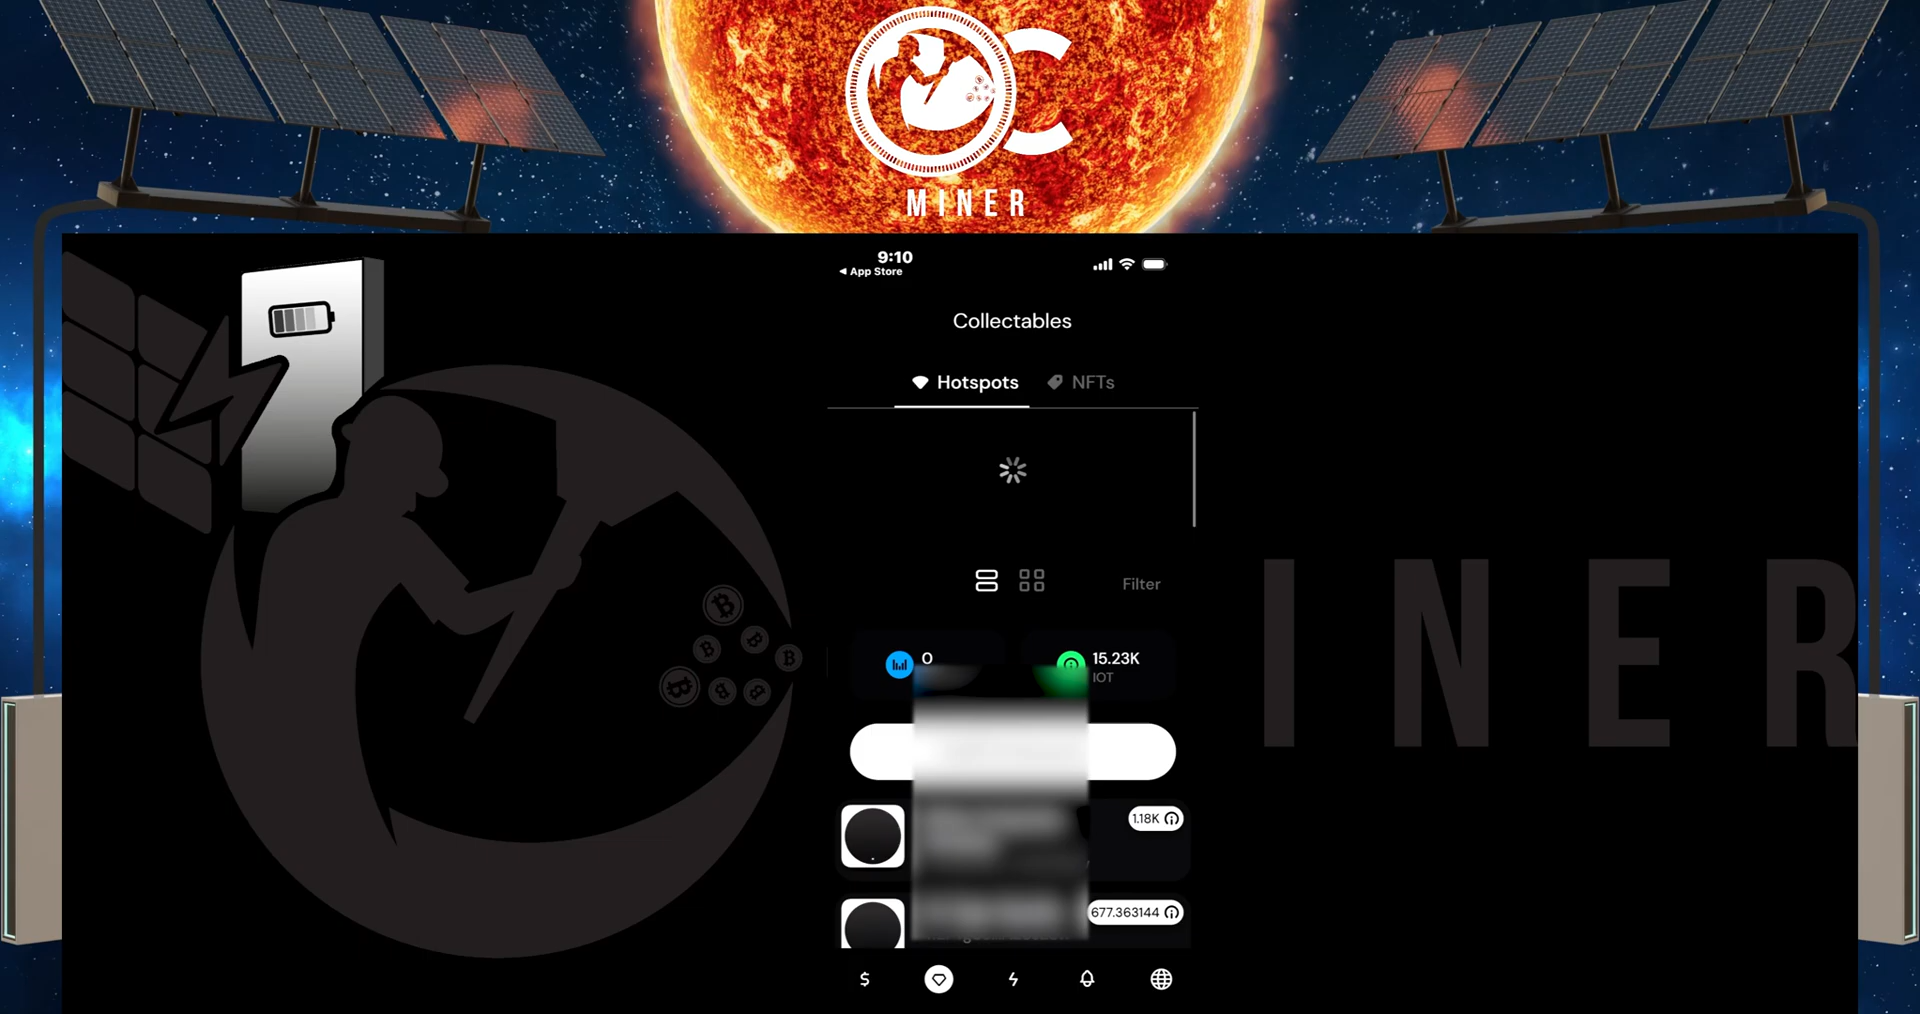 C
MINER
9:10
◀ App Store
Collectables
Hotspots
NFTs
Filter
0
15.23K
IOT
1.18K
677.363144
INER